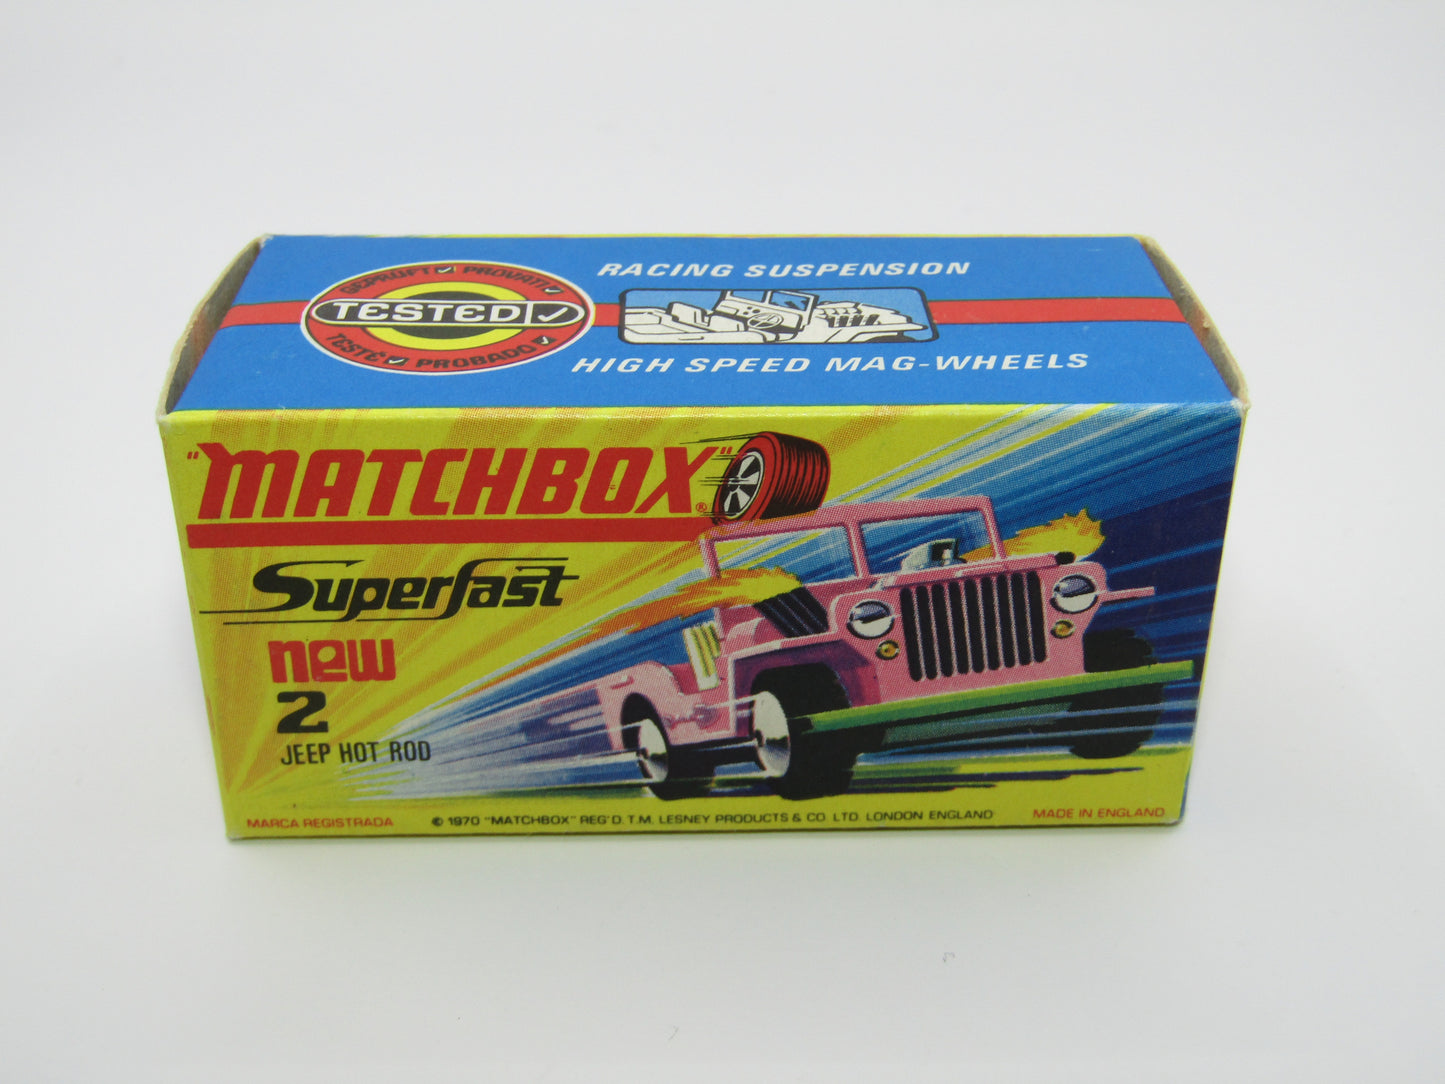 GEPRÜFT PROVATI
TESTED
TESTÉ PROBADO
RACING SUSPENSION
HIGH SPEED MAG-WHEELS
"MATCHBOX"®
Superfast
new
2
JEEP HOT ROD
MARCA REGISTRADA © 1970 "MATCHBOX" REG'D. T.M. LESNEY PRODUCTS & CO. LTD. LONDON ENGLAND MADE IN ENGLAND